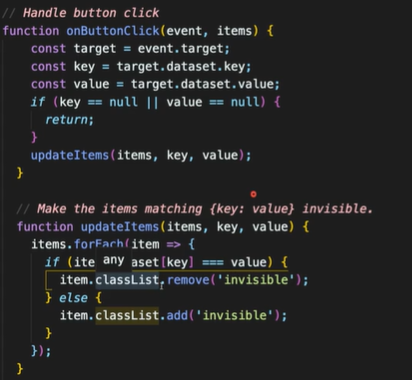 // Handle button click
function onButtonClick(event, items) {
const target = event.target;
const key = target.dataset.key;
const value = target.dataset.value;
if (key == null || value == null) {
return;
}
updateItems(items, key, value);
}
// Make the items matching {key: value} invisible.
function updateItems(items, key, value) {
items.forEach(item => {
if (ite any aset[key] === value) {
item.classList.remove('invisible');
} else {
item.classList.add('invisible');
}
});
}